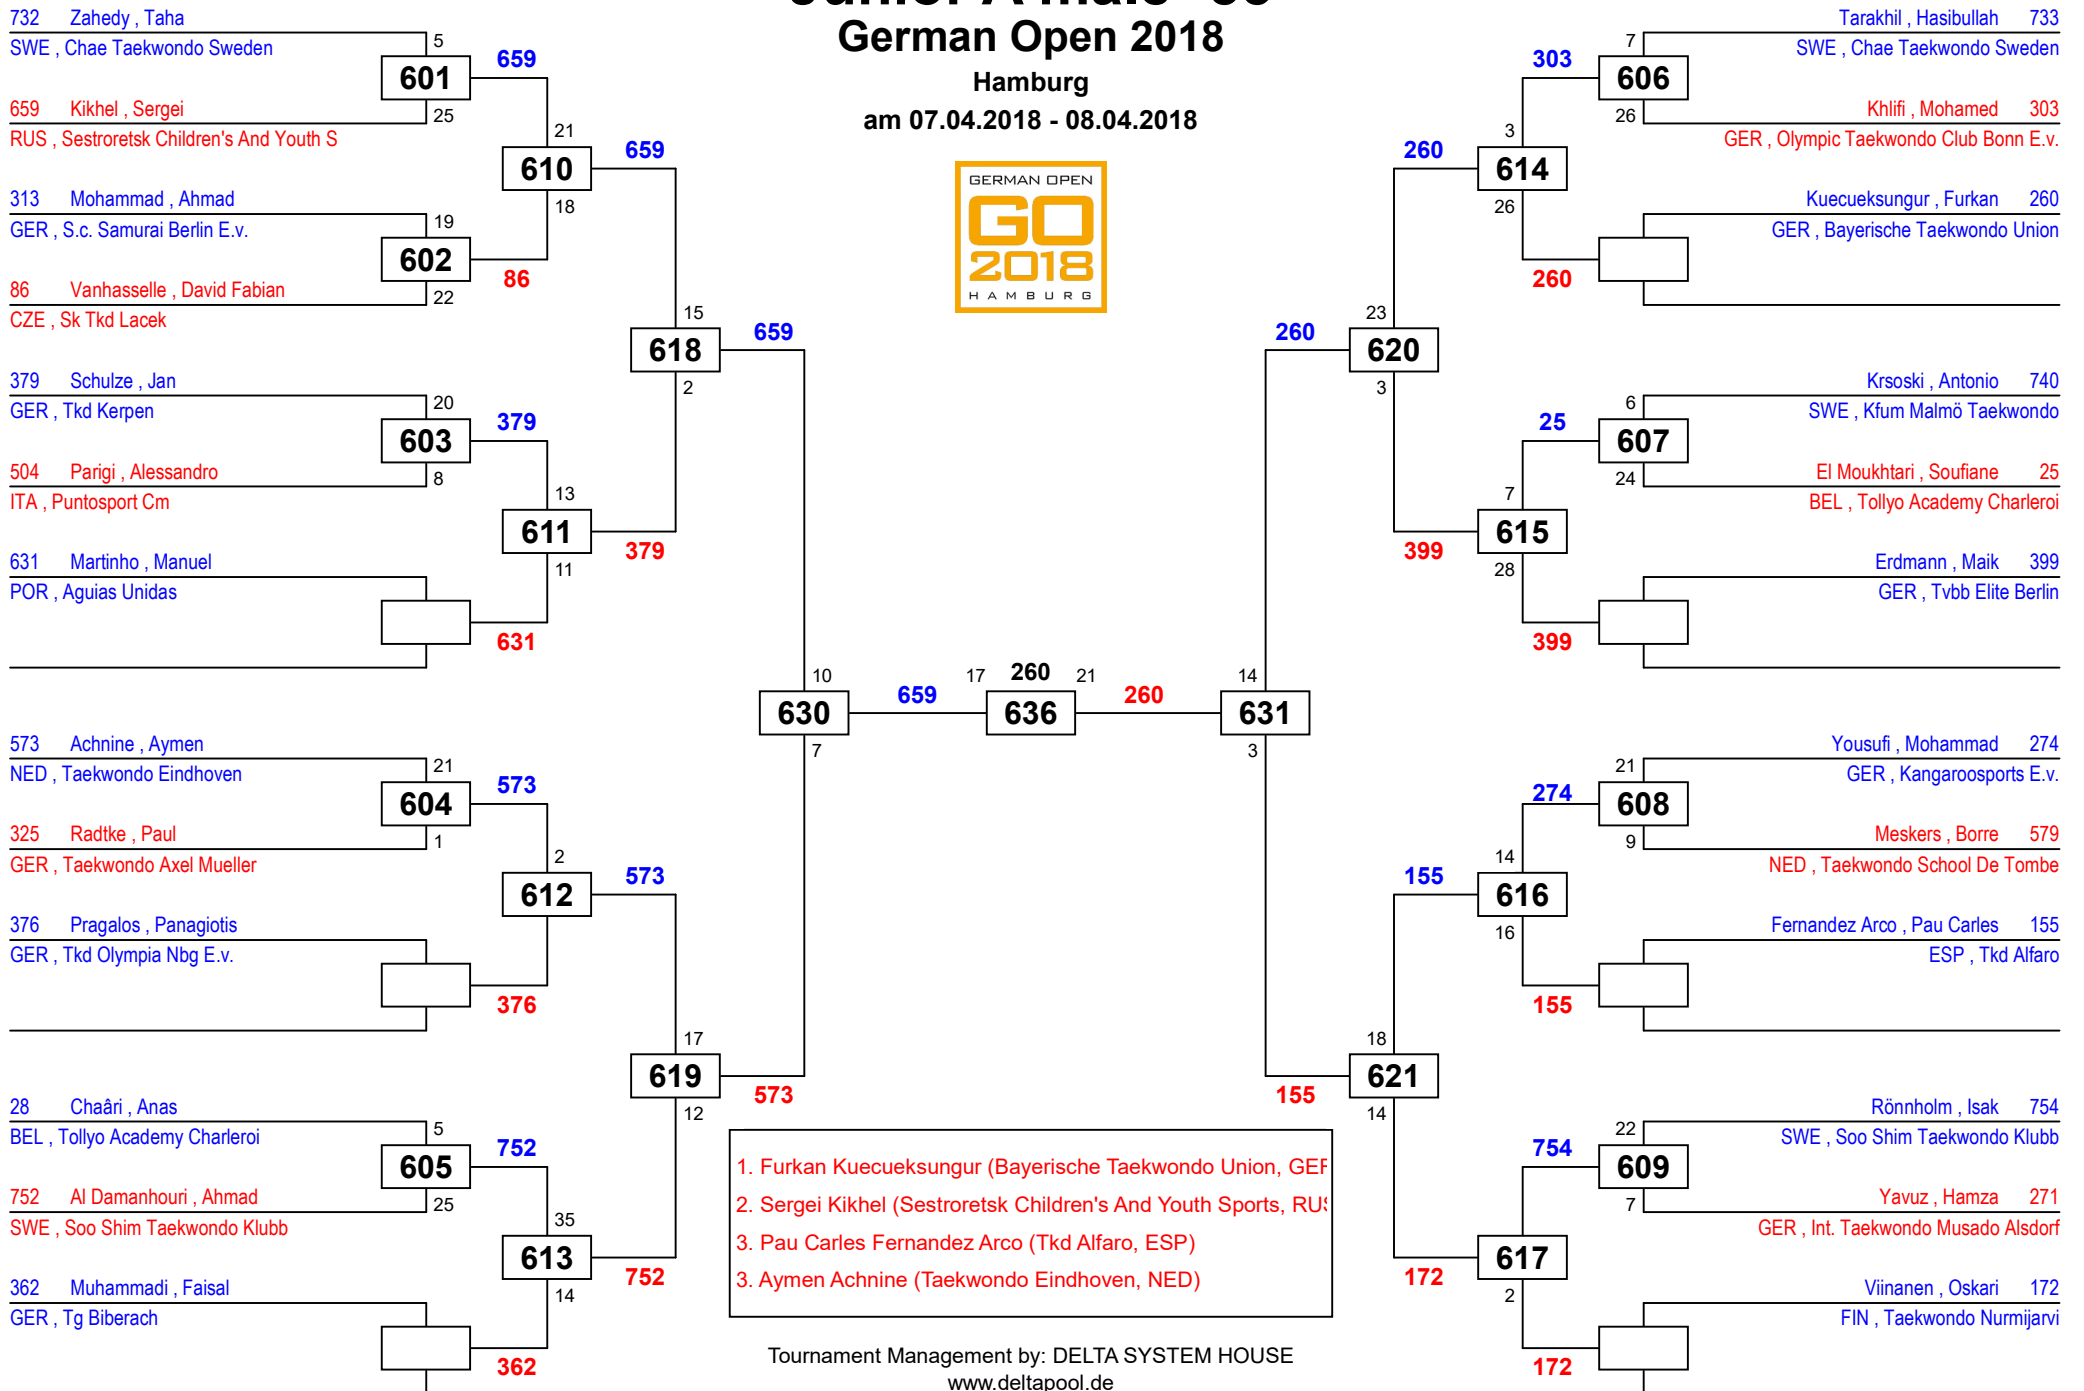 German Open 2018
Hamburg
am 07.04.2018 - 08.04.2018
GERMAN OPEN
GO
2018
HAMBURG
732 Zahedy , Taha
SWE , Chae Taekwondo Sweden
5
601
659
25
659 Kikhel , Sergei
RUS , Sestroretsk Children's And Youth S
21
610
659
18
313 Mohammad , Ahmad
GER , S.c. Samurai Berlin E.v.
19
602
86
22
86 Vanhasselle , David Fabian
CZE , Sk Tkd Lacek
15
618
659
2
379 Schulze , Jan
GER , Tkd Kerpen
20
603
379
8
504 Parigi , Alessandro
ITA , Puntosport Cm
13
611
379
11
631 Martinho , Manuel
POR , Aguias Unidas
631
10
630
659
7
573 Achnine , Aymen
NED , Taekwondo Eindhoven
21
604
573
1
325 Radtke , Paul
GER , Taekwondo Axel Mueller
2
612
573
376 Pragalos , Panagiotis
GER , Tkd Olympia Nbg E.v.
376
17
619
573
12
28 Chaâri , Anas
BEL , Tollyo Academy Charleroi
5
605
752
25
752 Al Damanhouri , Ahmad
SWE , Soo Shim Taekwondo Klubb
35
613
752
14
362 Muhammadi , Faisal
GER , Tg Biberach
362
17 260 21
636
Tarakhil , Hasibullah 733
SWE , Chae Taekwondo Sweden
7
303
606
26
Khlifi , Mohamed 303
GER , Olympic Taekwondo Club Bonn E.v.
3
260
614
26
Kuecueksungur , Furkan 260
GER , Bayerische Taekwondo Union
260
23
260
620
3
Krsoski , Antonio 740
SWE , Kfum Malmö Taekwondo
6
25
607
24
El Moukhtari , Soufiane 25
BEL , Tollyo Academy Charleroi
7
615
399
28
Erdmann , Maik 399
GER , Tvbb Elite Berlin
399
14
260
631
3
Yousufi , Mohammad 274
GER , Kangaroosports E.v.
21
274
608
9
Meskers , Borre 579
NED , Taekwondo School De Tombe
14
155
616
16
Fernandez Arco , Pau Carles 155
ESP , Tkd Alfaro
155
18
621
155
14
Rönnholm , Isak 754
SWE , Soo Shim Taekwondo Klubb
22
754
609
7
Yavuz , Hamza 271
GER , Int. Taekwondo Musado Alsdorf
617
172
2
Viinanen , Oskari 172
FIN , Taekwondo Nurmijarvi
172
1. Furkan Kuecueksungur (Bayerische Taekwondo Union, GER
2. Sergei Kikhel (Sestroretsk Children's And Youth Sports, RUS
3. Pau Carles Fernandez Arco (Tkd Alfaro, ESP)
3. Aymen Achnine (Taekwondo Eindhoven, NED)
Tournament Management by: DELTA SYSTEM HOUSE
www.deltapool.de